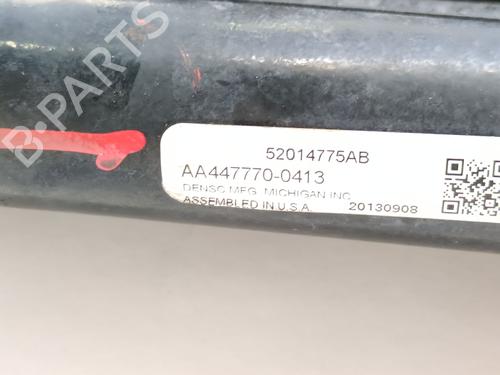 52014775AB
AA447770-0413
DENSO MFG. MICHIGAN INC.
ASSEMBLED IN U.S.A. 20130908
B-PARTS